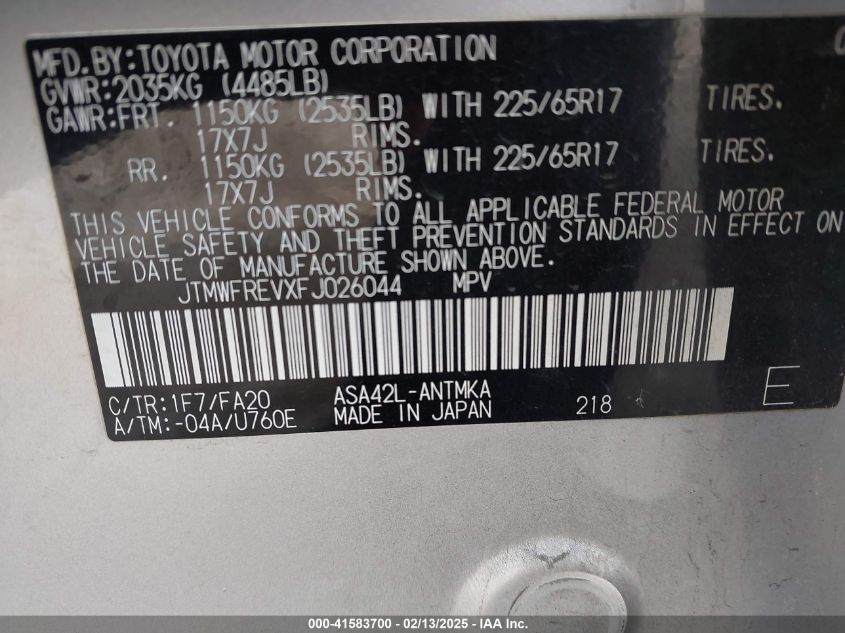 MFD.BY:TOYOTA MOTOR CORPORATION
GVWR:2035KG (4485LB)
GAWR:FRT. 1150KG (2535LB) WITH 225/65R17 TIRES.
17X7J RIMS.
RR. 1150KG (2535LB) WITH 225/65R17 TIRES.
17X7J RIMS.
THIS VEHICLE CONFORMS TO ALL APPLICABLE FEDERAL MOTOR
VEHICLE SAFETY AND THEFT PREVENTION STANDARDS IN EFFECT ON
THE DATE OF MANUFACTURE SHOWN ABOVE.
JTMWFREVXFJ026044 MPV
C/TR:1F7/FA20 ASA42L-ANTMKA
A/TM:-04A/U760E MADE IN JAPAN 218 E
000-41583700 - 02/13/2025 - IAA Inc.